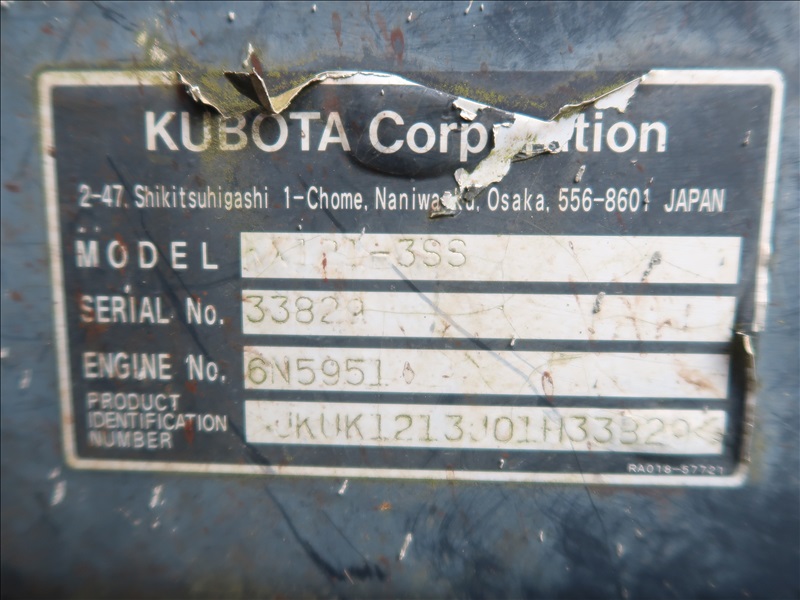 KUBOTA Corporation
2-47, Shikitsuhigashi 1-Chome, Naniwa-ku, Osaka, 556-8601 JAPAN
MODEL
SERIAL No. 33829
ENGINE No. 6N5951
PRODUCT
IDENTIFICATION
NUMBER JKUK1213J01H33829
RA018-57721